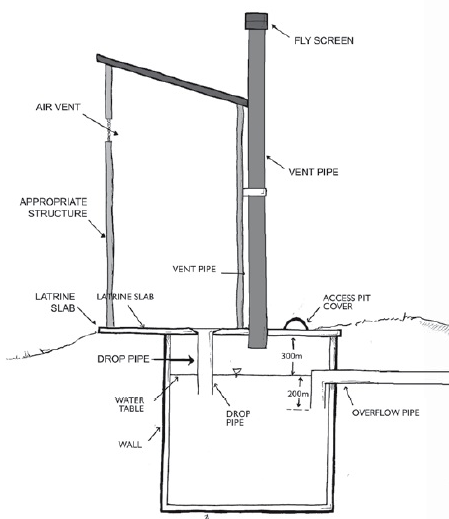 FLY SCREEN
AIR VENT
VENT PIPE
APPROPRIATE
STRUCTURE
VENT PIPE
LATRINE
SLAB
LATRINE SLAB
ACCESS PIT
COVER
DROP PIPE
300m
200m
WATER
TABLE
DROP
PIPE
OVERFLOW PIPE
WALL